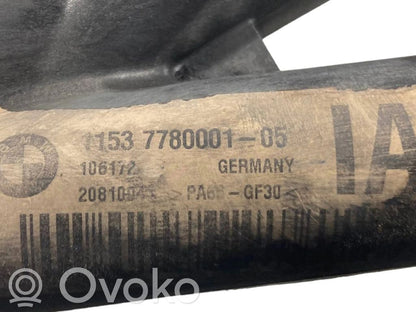 1153 7780001-05
106172 GERMANY
IA
>PA66-GF30<
Ovoko